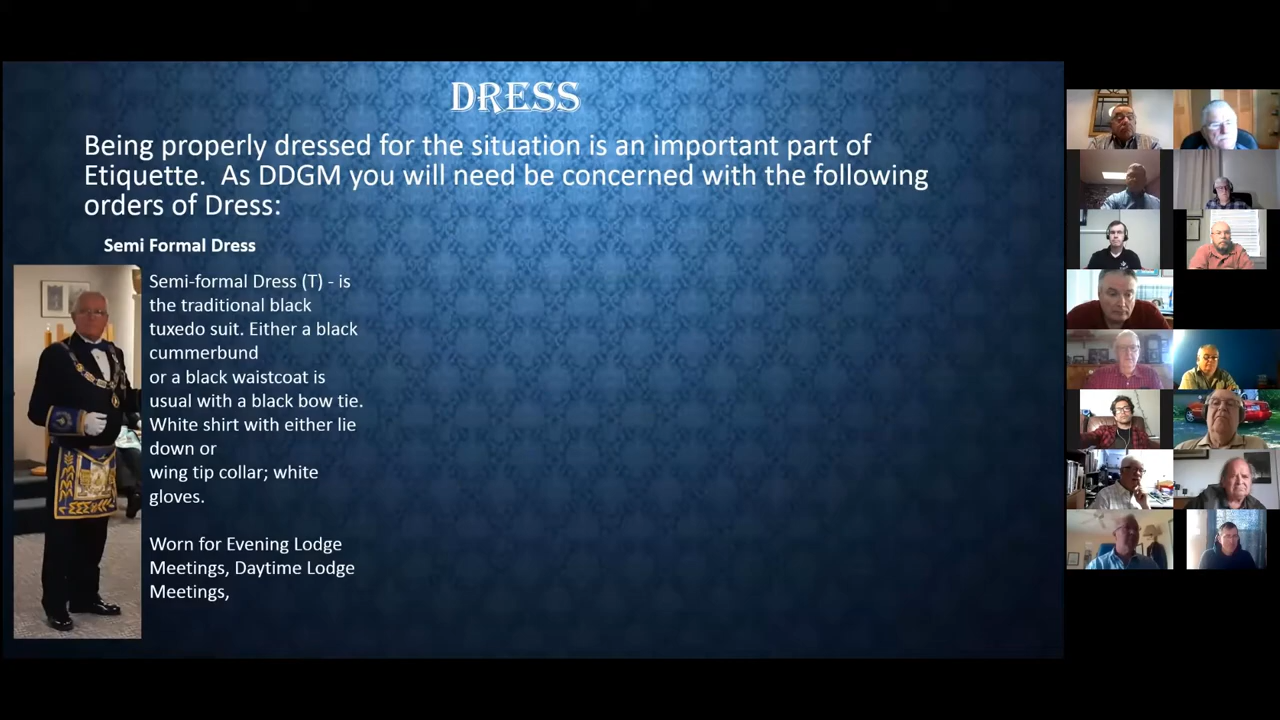 DRESS
Being properly dressed for the situation is an important part of
Etiquette.  As DDGM you will need be concerned with the following
orders of Dress:
Semi Formal Dress
Semi-formal Dress (T) - is
the traditional black
tuxedo suit. Either a black
cummerbund
or a black waistcoat is
usual with a black bow tie.
White shirt with either lie
down or
wing tip collar; white
gloves.
Worn for Evening Lodge
Meetings, Daytime Lodge
Meetings,